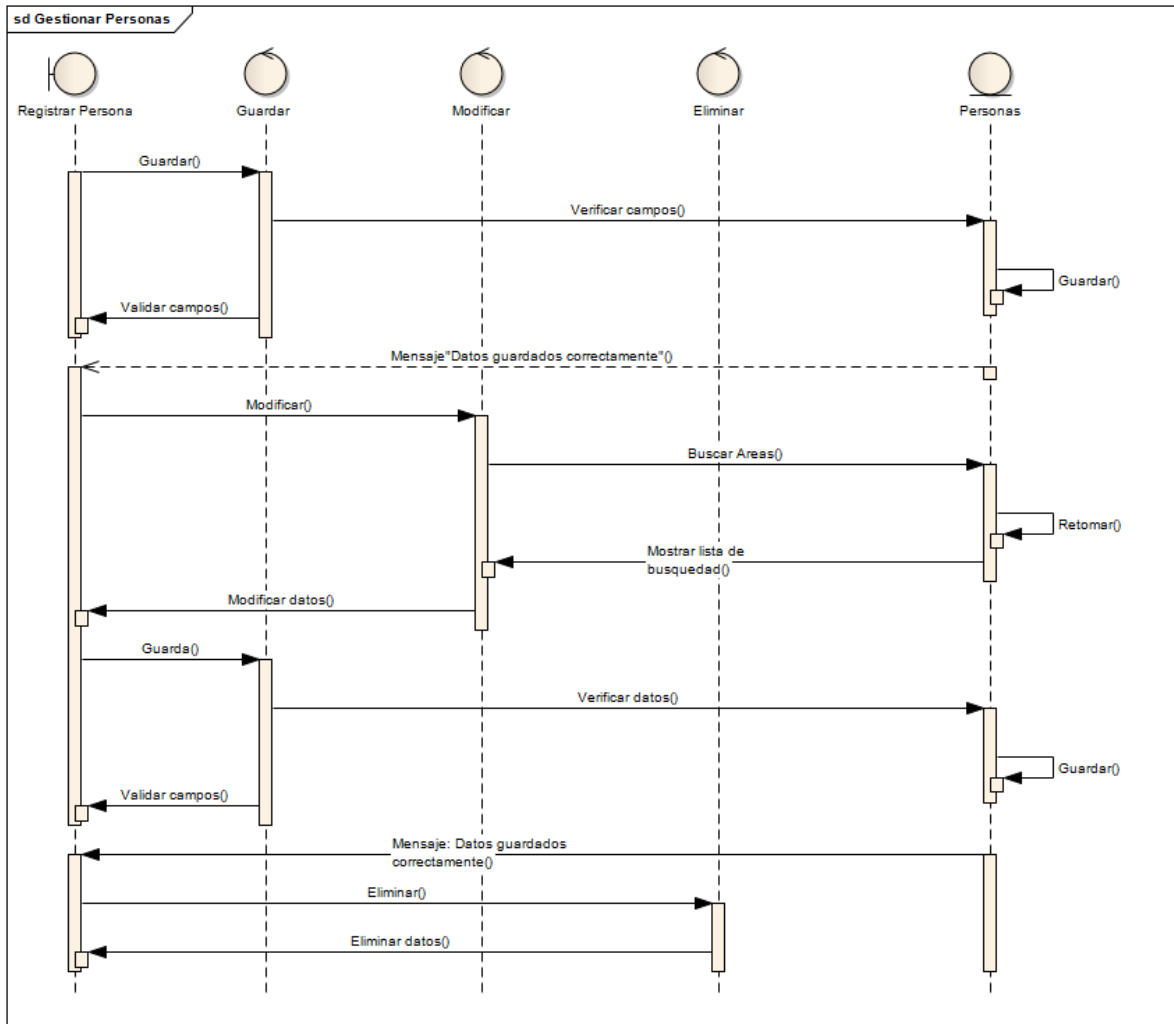 sd Gestionar Personas
Registrar Persona
Guardar
Modificar
Eliminar
Personas
Guardar()
Verificar campos()
Guardar()
Validar campos()
Mensaje"Datos guardados correctamente"()
Modificar()
Buscar Areas()
Retomar()
Mostrar lista de
busquedad()
Modificar datos()
Guarda()
Verificar datos()
Guardar()
Validar campos()
Mensaje: Datos guardados
correctamente()
Eliminar()
Eliminar datos()